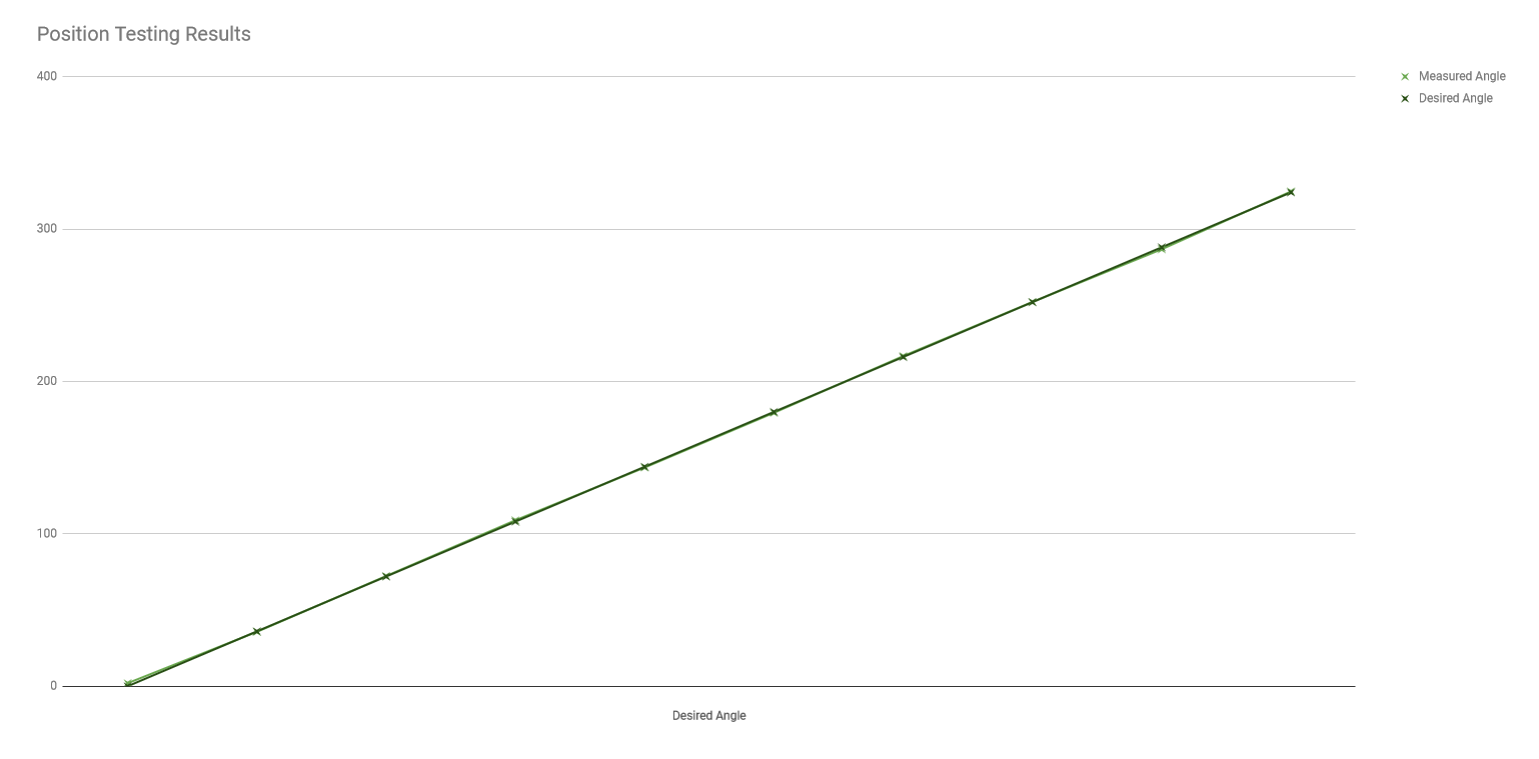 Position Testing Results
400
300
200
100
0
Desired Angle
Measured Angle
Desired Angle